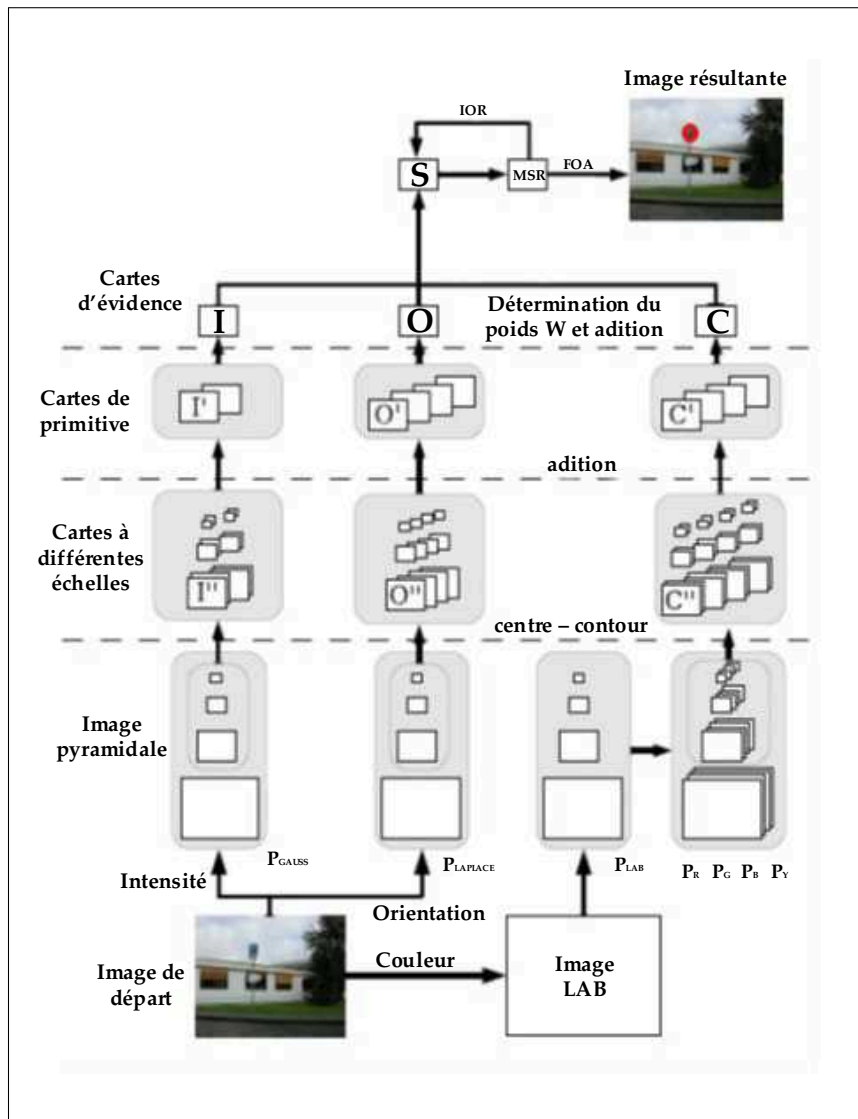 Image résultante
IOR
S
MSR
FOA
Cartes
d'évidence
I
O
C
Détermination du
poids W et adition
Cartes de
primitive
I'
O'
C'
adition
Cartes à
différentes
échelles
I''
O''
C''
centre – contour
Image
pyramidale
PGAUSS
PLAPLACE
PLAB
PR PG PB PY
Intensité
Orientation
Image de
départ
Couleur
Image
LAB